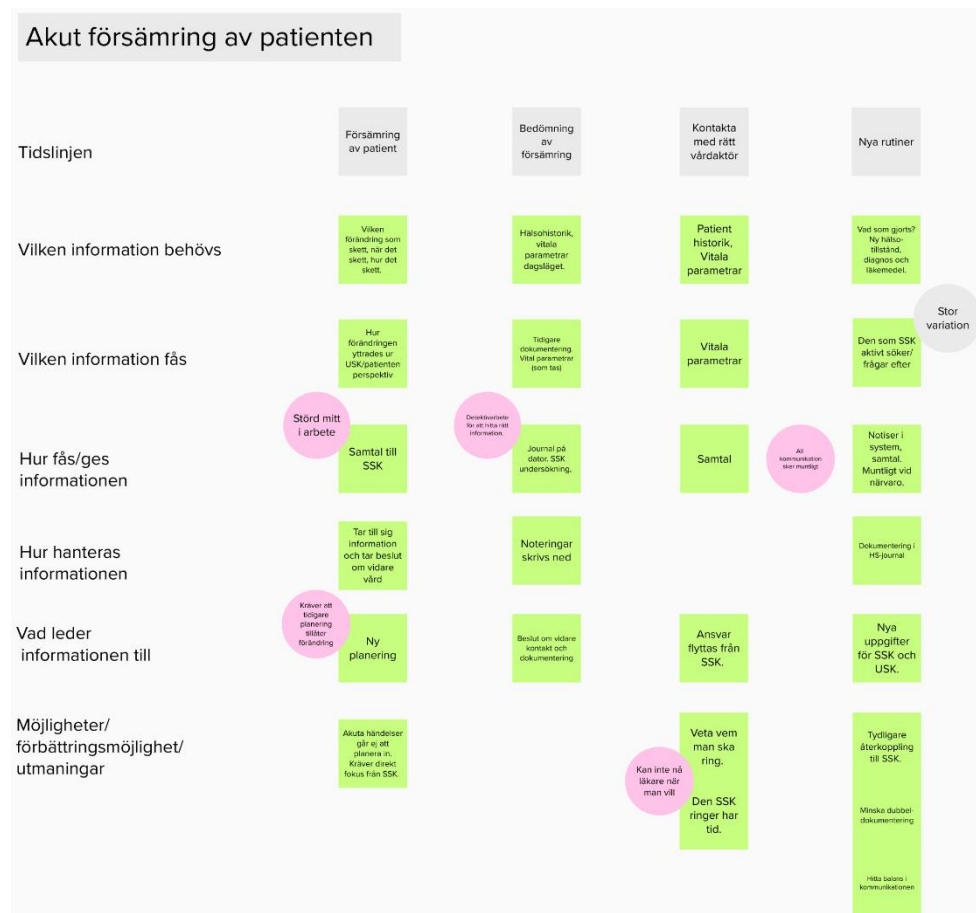 Akut försämring av patienten
Tidslinjen
Försämring
av patient
Bedömning
av
försämring
Kontakta
med rätt
vårdaktör
Nya rutiner
Vilken information behövs
Vilken
förändring som
skett, när det
skett, hur det
skett.
Hälsohistorik,
vitala
parametrar
dagsläget.
Patient
historik,
Vitala
parametrar
Vad som gjorts?
Ny hälso-
tillstånd,
diagnos och
läkemedel.
Stor
variation
Vilken information fås
Hur
förändringen
yttrades ur
USK/patienten
perspektiv
Tidigare
dokumentering.
Vital parametrar
(som tas)
Vitala
parametrar
Den som SSK
aktivt söker/
frågar efter
Störd mitt
i arbete
Detektivarbete
för att hitta rätt
information.
Hur fås/ges
informationen
Samtal till
SSK
Journal på
dator. SSK
undersökning.
Samtal
All
kommunikation
sker muntligt
Notiser i
system,
samtal.
Muntligt vid
närvaro.
Hur hanteras
informationen
Tar till sig
information
och tar beslut
om vidare
vård
Noteringar
skrivs ned
Dokumentering i
HS-journal
Kräver att
tidigare
planering
tillåter
förändring
Vad leder
informationen till
Ny
planering
Beslut om vidare
kontakt och
dokumentering
Ansvar
flyttas från
SSK.
Nya
uppgifter
för SSK och
USK.
Möjligheter/
förbättringsmöjlighet/
utmaningar
Akuta händelser
går ej att
planera in.
Kräver direkt
fokus från SSK.
Kan inte nå
läkare när
man vill
Veta vem
man ska
ring.
Den SSK
ringer har
tid.
Tydligare
återkoppling
till SSK.
Minska dubbel-
dokumentering
Hitta balans i
kommunikationen